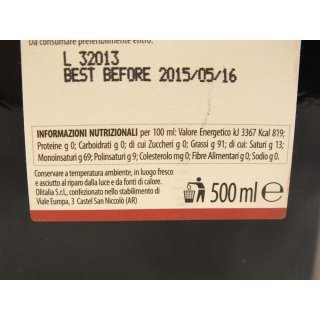 Da consumare preferibilmente entro:
L 32013
BEST BEFORE 2015/05/16
INFORMAZIONI NUTRIZIONALI per 100 ml: Valore Energetico kJ 3367 Kcal 819;
Proteine g 0; Carboidrati g 0; di cui Zuccheri g 0; Grassi g 91; di cui: Saturi g 13;
Monoinsaturi g 69; Polinsaturi g 9; Colesterolo mg 0; Fibre Alimentari g 0; Sodio g 0.
Conservare a temperatura ambiente, in luogo fresco
e asciutto al riparo dalla luce e da fonti di calore.
Olitalia S.r.l., confezionato nello stabilimento di
Viale Europa, 3 Castel San Niccolò (AR)
500 ml e